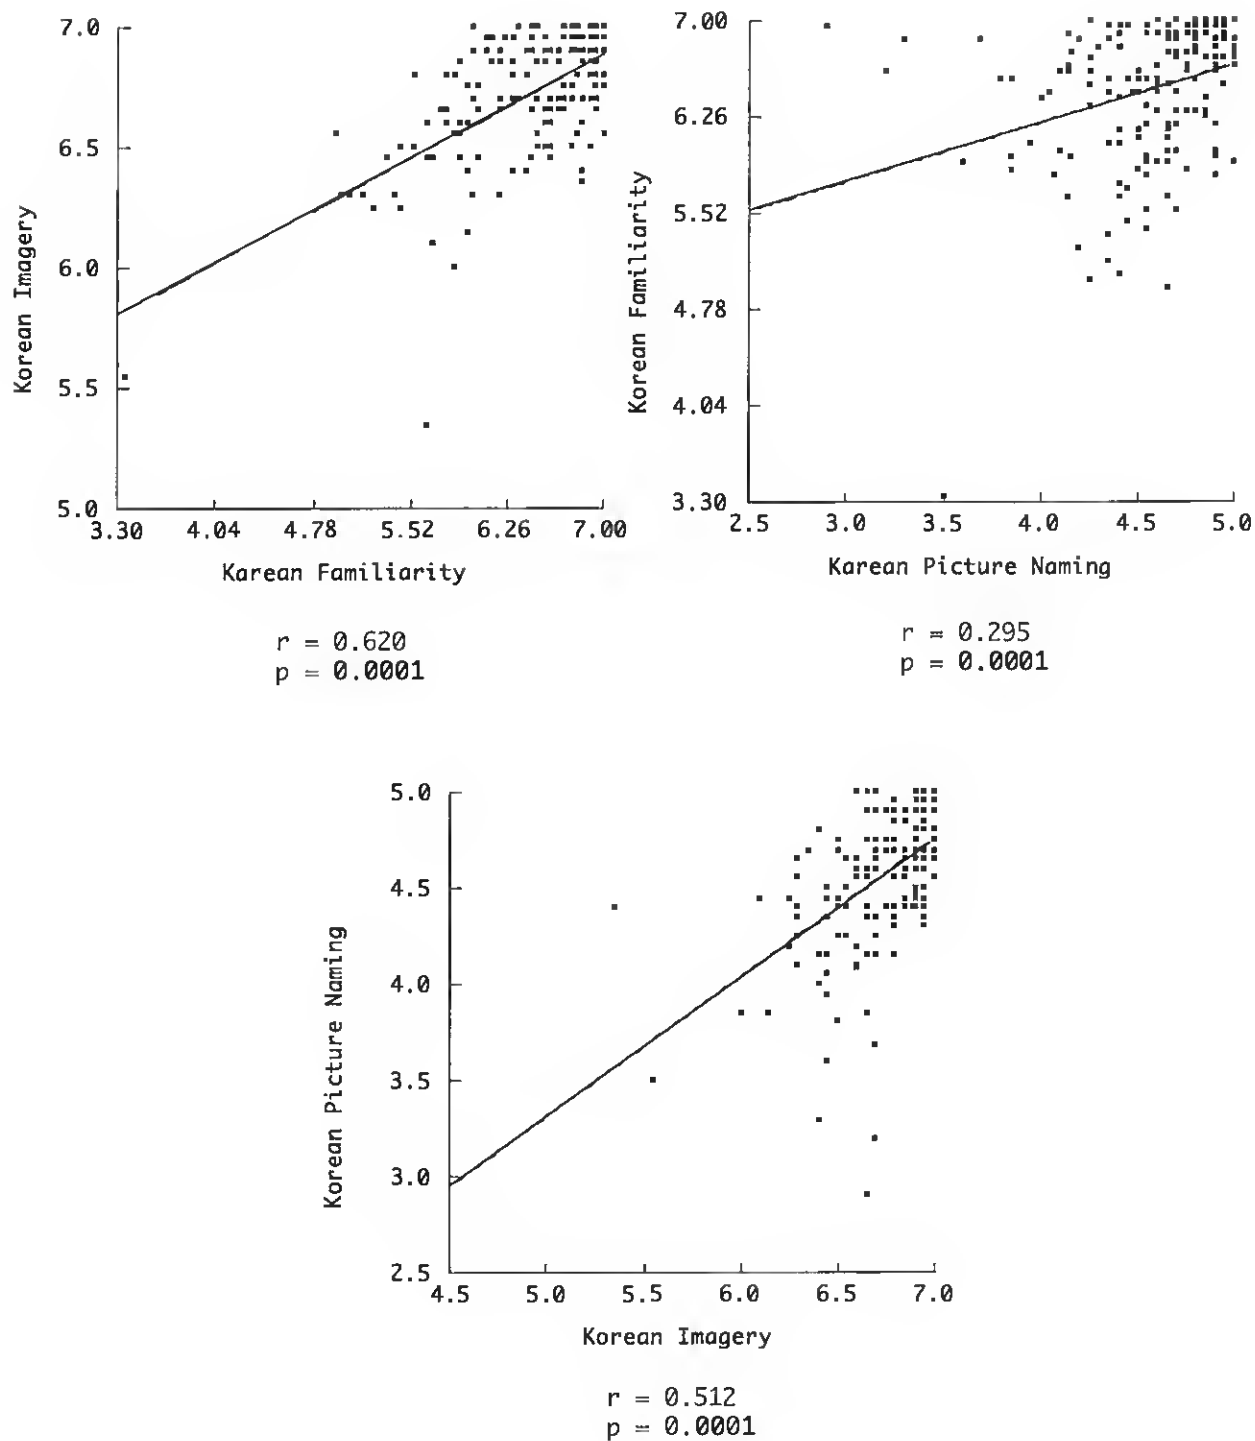 7.0
6.5
6.0
5.5
5.0
Korean Imagery
3.30 4.04 4.78 5.52 6.26 7.00
Karean Familiarity
r = 0.620
p = 0.0001
7.00
6.26
5.52
4.78
4.04
3.30
Korean Familiarity
2.5 3.0 3.5 4.0 4.5 5.0
Karean Picture Naming
r = 0.295
p = 0.0001
5.0
4.5
4.0
3.5
3.0
2.5
Korean Picture Naming
4.5 5.0 5.5 6.0 6.5 7.0
Korean Imagery
r = 0.512
p = 0.0001